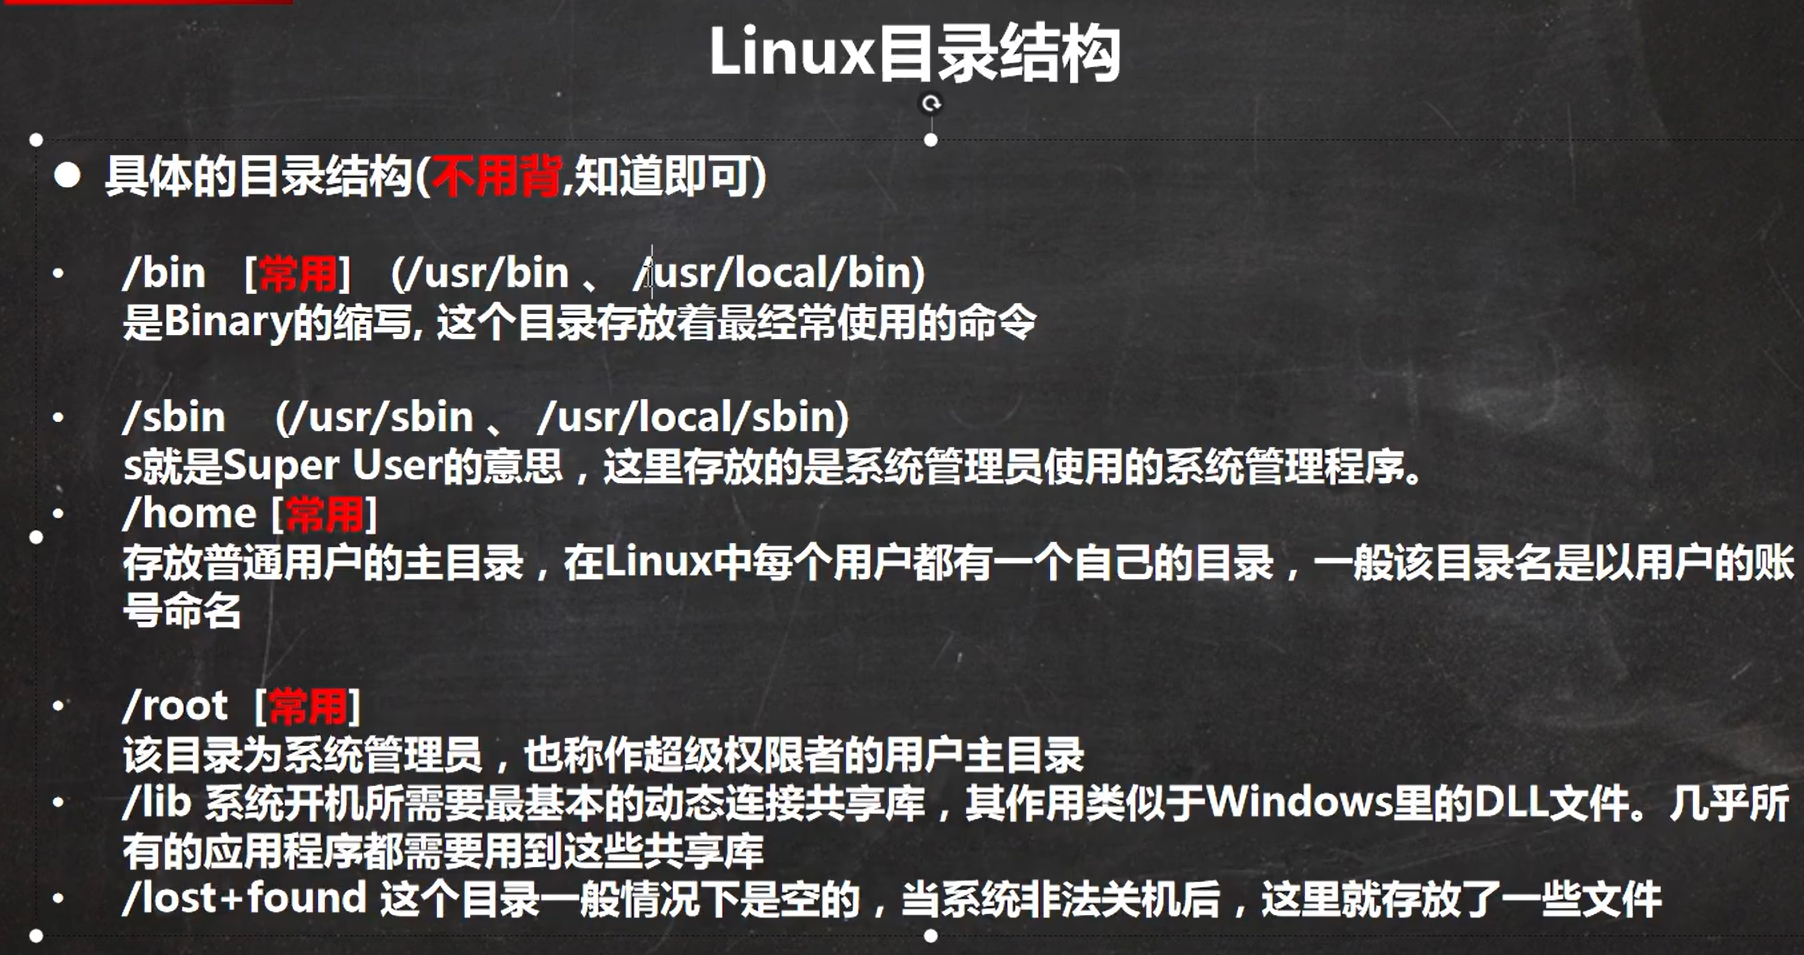 Linux目录结构
● 具体的目录结构(不用背,知道即可)
• /bin [常用] (/usr/bin 、 /usr/local/bin)
是Binary的缩写, 这个目录存放着最经常使用的命令
• /sbin (/usr/sbin 、 /usr/local/sbin)
s就是Super User的意思，这里存放的是系统管理员使用的系统管理程序。
• /home [常用]
存放普通用户的主目录，在Linux中每个用户都有一个自己的目录，一般该目录名是以用户的账
号命名
• /root [常用]
该目录为系统管理员，也称作超级权限者的用户主目录
• /lib 系统开机所需要最基本的动态连接共享库，其作用类似于Windows里的DLL文件。几乎所
有的应用程序都需要用到这些共享库
• /lost+found 这个目录一般情况下是空的，当系统非法关机后，这里就存放了一些文件